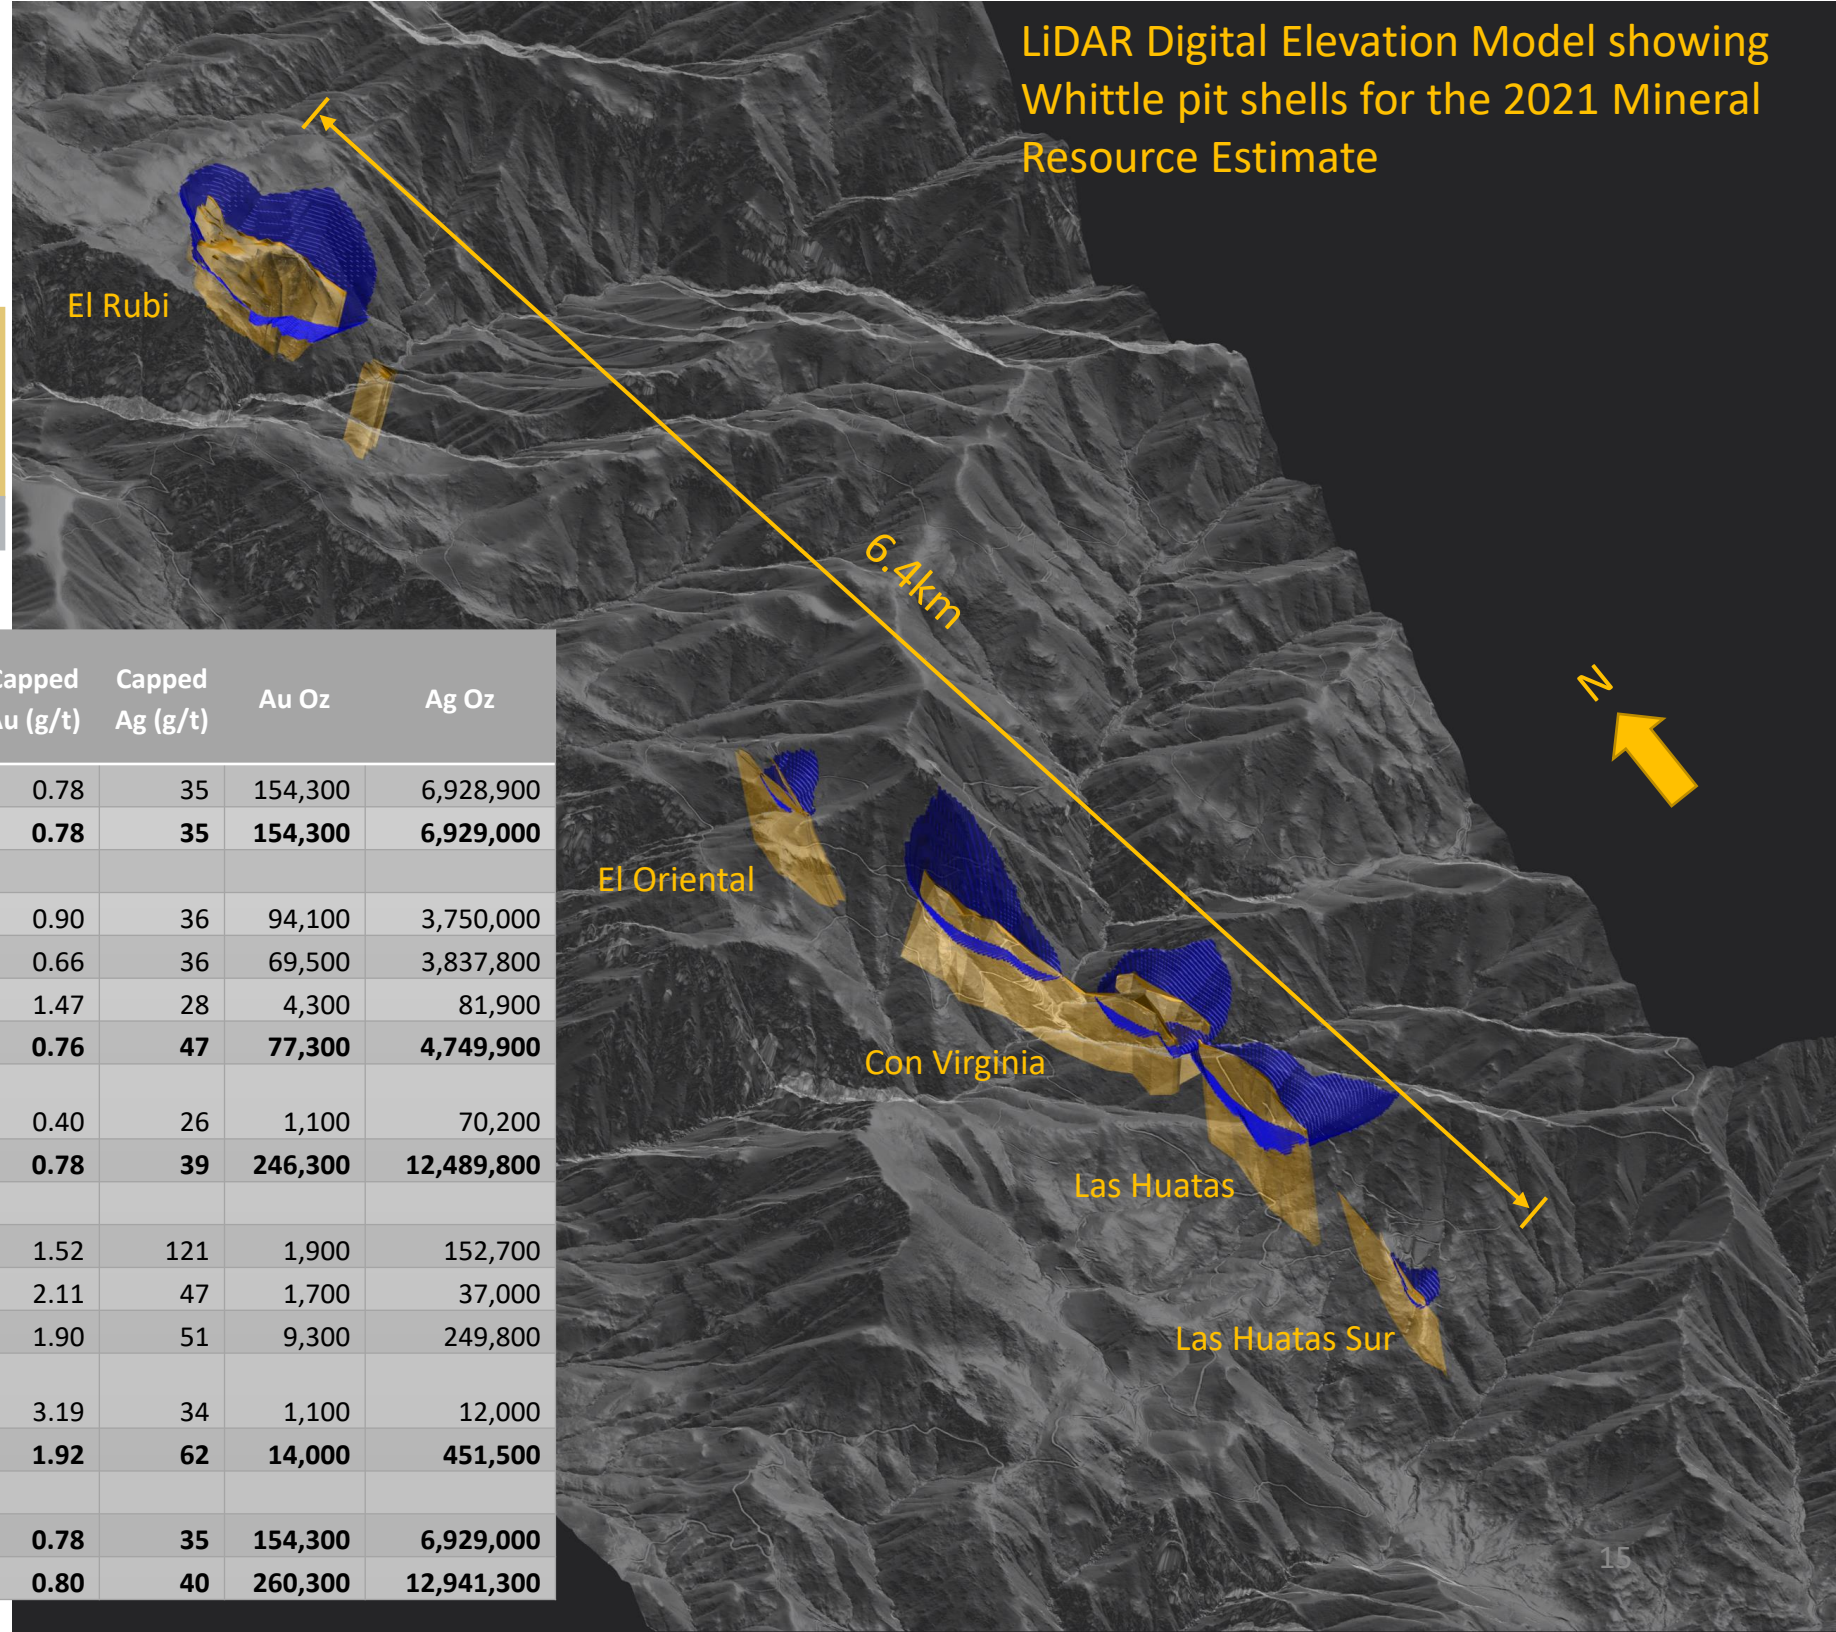 LiDAR Digital Elevation Model showing
Whittle pit shells for the 2021 Mineral
Resource Estimate
El Rubi
6.4km
N
El Oriental
Con Virginia
Las Huatas
Las Huatas Sur
Capped Au (g/t) Capped Ag (g/t) Au Oz Ag Oz
0.78 35 154,300 6,928,900
0.78 35 154,300 6,929,000
0.90 36 94,100 3,750,000
0.66 36 69,500 3,837,800
1.47 28 4,300 81,900
0.76 47 77,300 4,749,900
0.40 26 1,100 70,200
0.78 39 246,300 12,489,800
1.52 121 1,900 152,700
2.11 47 1,700 37,000
1.90 51 9,300 249,800
3.19 34 1,100 12,000
1.92 62 14,000 451,500
0.78 35 154,300 6,929,000
0.80 40 260,300 12,941,300
15